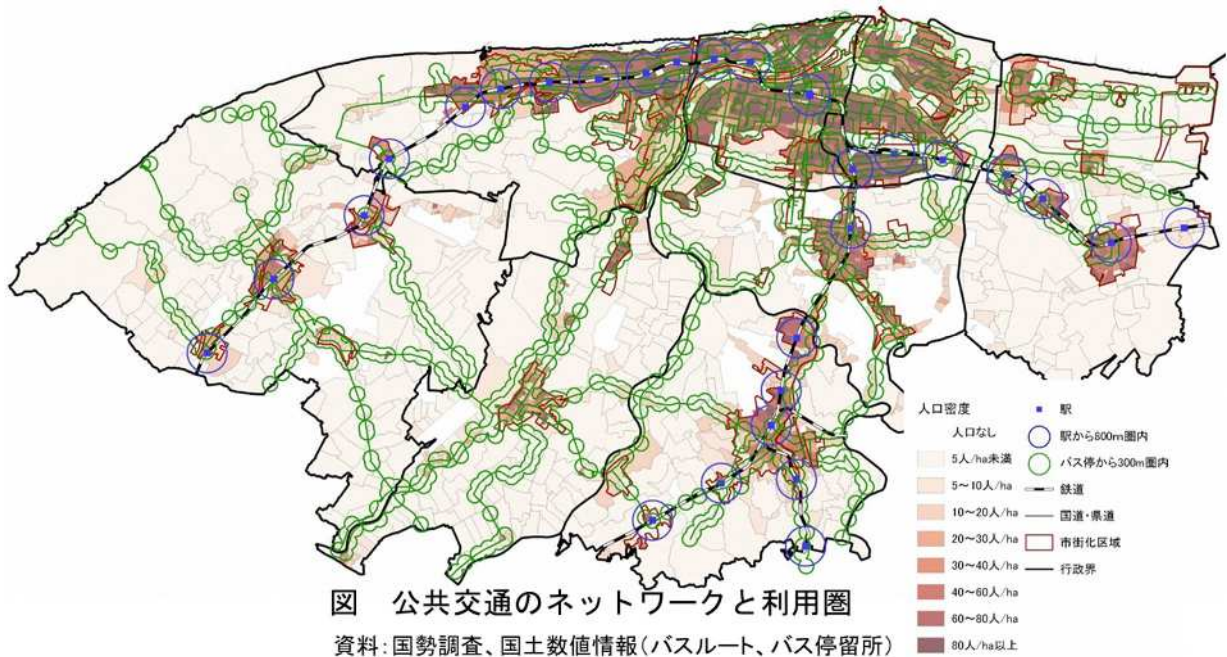 人口密度
人口なし
5人/ha未満
5～10人/ha
10～20人/ha
20～30人/ha
30～40人/ha
40～60人/ha
60～80人/ha
80人/ha以上
駅
駅から800m圏内
バス停から300m圏内
鉄道
国道・県道
市街化区域
行政界
図 公共交通のネットワークと利用圏
資料：国勢調査、国土数値情報（バスルート、バス停留所）